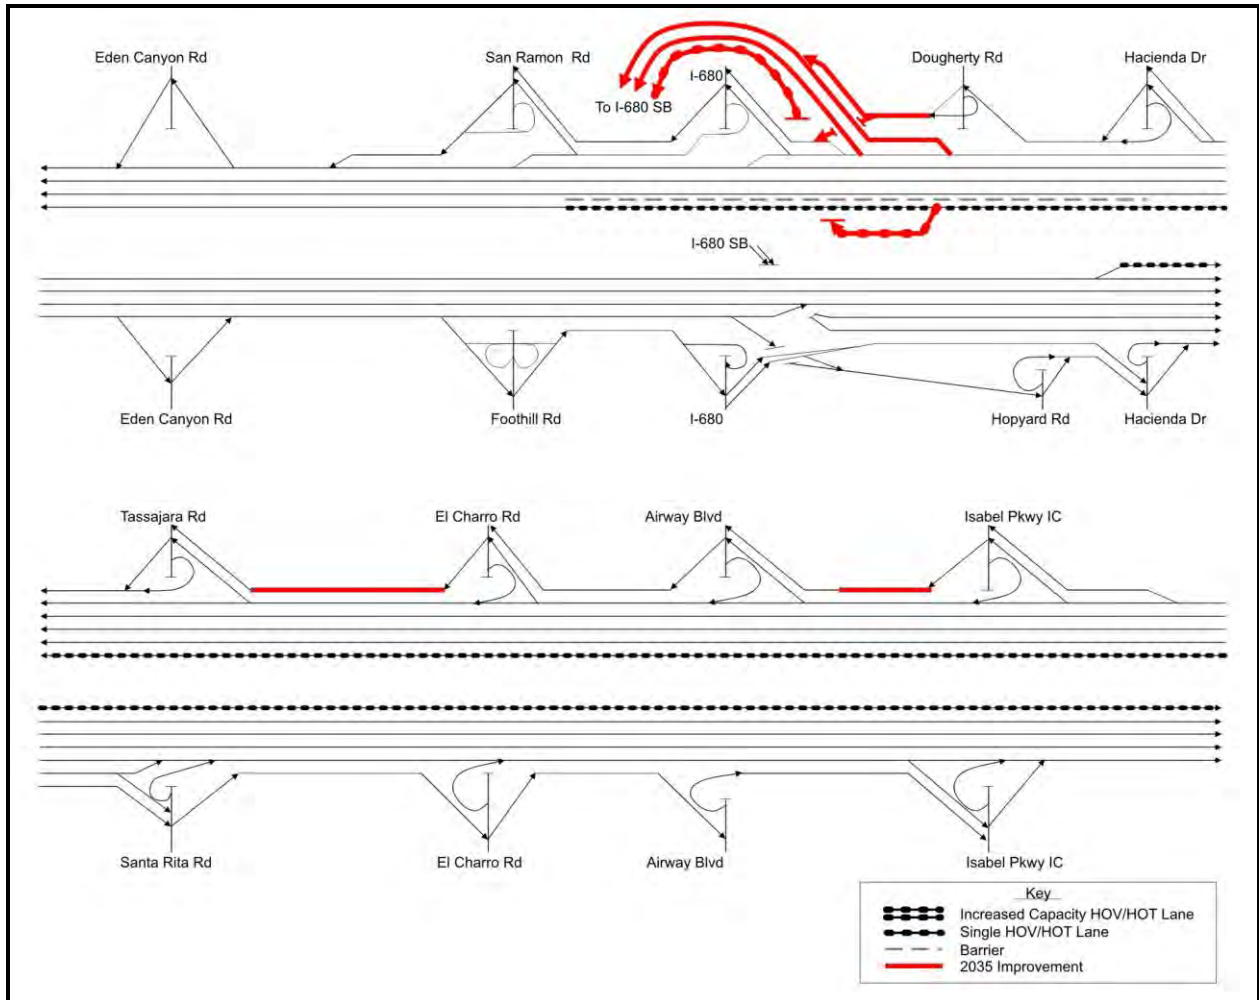 Eden Canyon Rd
San Ramon Rd
I-680
Dougherty Rd
Hacienda Dr
To I-680 SB
I-680 SB
Eden Canyon Rd
Foothill Rd
I-680
Hopyard Rd
Hacienda Dr
Tassajara Rd
El Charro Rd
Airway Blvd
Isabel Pkwy IC
Santa Rita Rd
El Charro Rd
Airway Blvd
Isabel Pkwy IC
Key
Increased Capacity HOV/HOT Lane
Single HOV/HOT Lane
Barrier
2035 Improvement